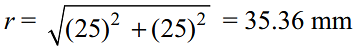 r = √((25)² + (25)²) = 35.36 mm